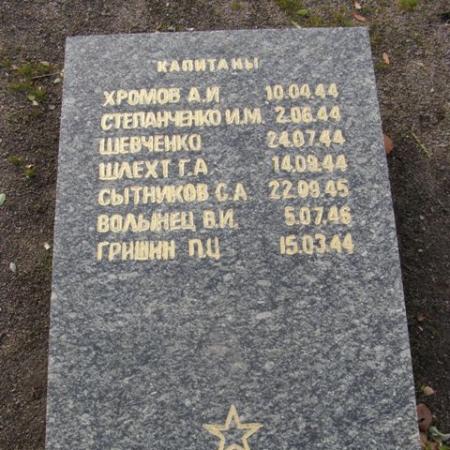 КАПИТАНЫ
ХРОМОВ А.И. 10.04.44
СТЕПАНЧЕНКО И.М. 2.06.44
ШЕВЧЕНКО 24.07.44
ШЛЕХТ Г.А 14.09.44
СЫТНИКОВ С.А. 22.09.45
ВОЛЫНЕЦ В.И. 5.07.46
ГРИШИН П.Ц 15.03.44